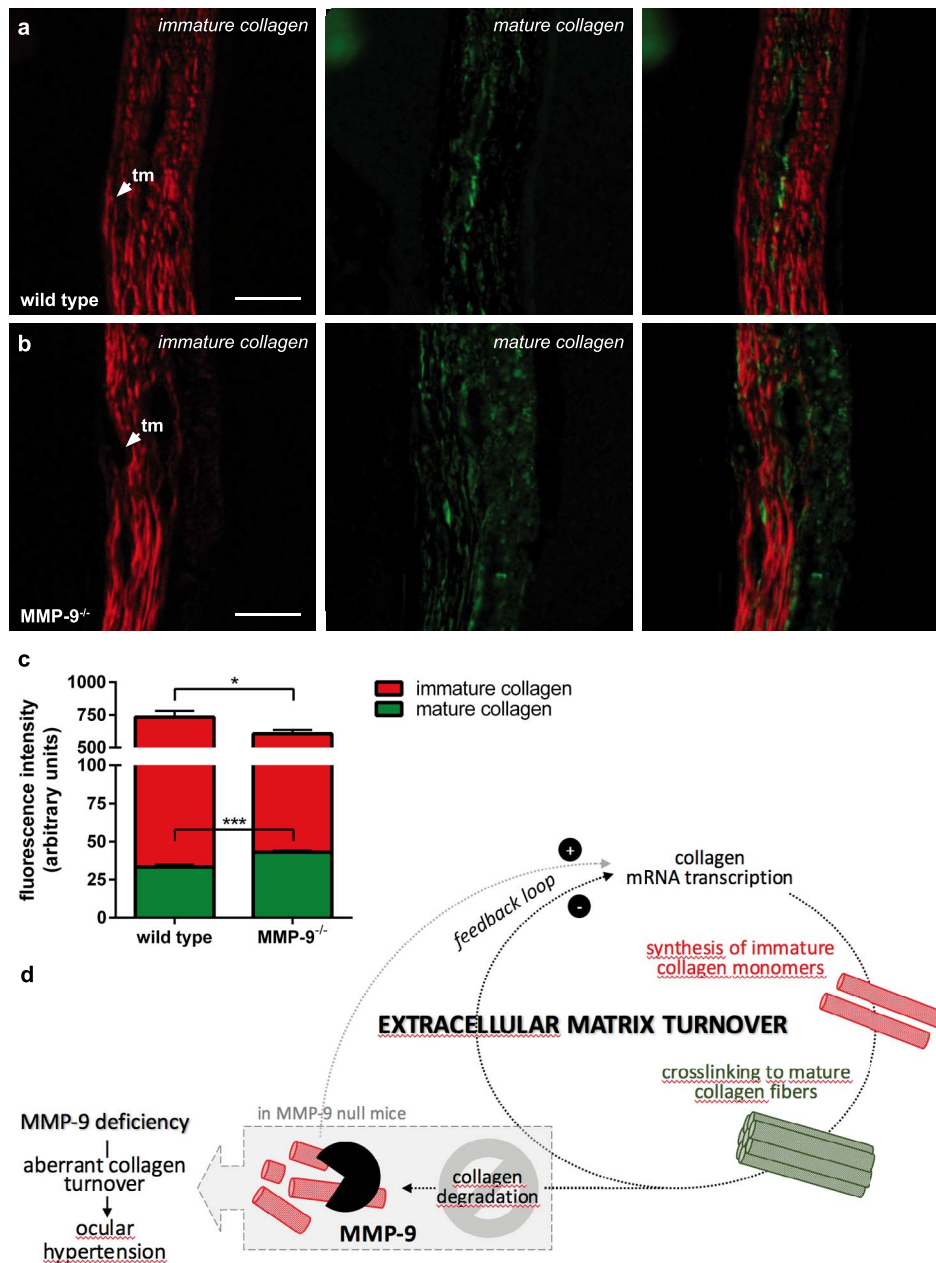 a
immature collagen
mature collagen
tm
wild type
b
immature collagen
mature collagen
tm
MMP-9-/-
c
fluorescence intensity
(arbitrary units)
1000
750
500
100
75
50
25
0
*
***
wild type
MMP-9-/-
immature collagen
mature collagen
d
+
-
feedback loop
collagen
mRNA transcription
synthesis of immature
collagen monomers
EXTRACELLULAR MATRIX TURNOVER
crosslinking to mature
collagen fibers
in MMP-9 null mice
collagen
degradation
MMP-9
MMP-9 deficiency
aberrant collagen
turnover
ocular
hypertension